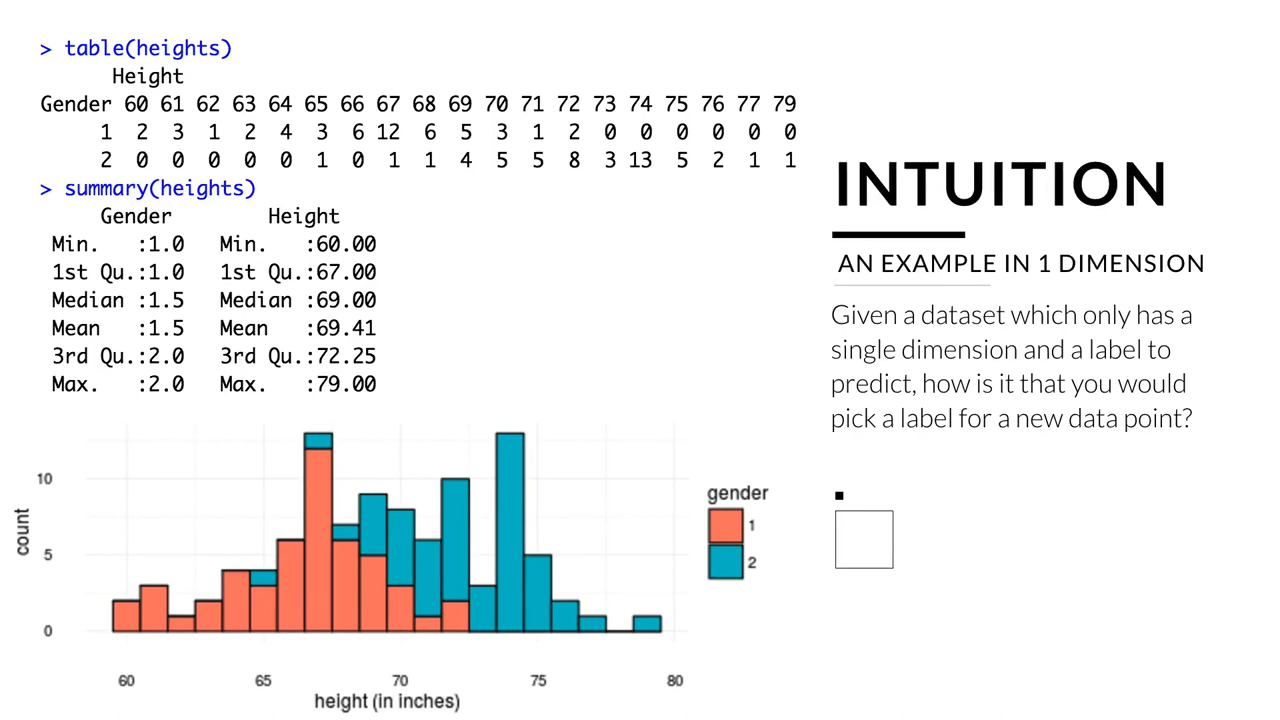 > table(heights)
Height
Gender 60 61 62 63 64 65 66 67 68 69 70 71 72 73 74 75 76 77 79
1 2 3 1 2 4 3 6 12 6 5 3 1 2 0 0 0 0 0 0
2 0 0 0 0 0 1 0 1 1 4 5 5 8 3 13 5 2 1 1
> summary(heights)
Gender Height
Min. :1.0 Min. :60.00
1st Qu.:1.0 1st Qu.:67.00
Median :1.5 Median :69.00
Mean :1.5 Mean :69.41
3rd Qu.:2.0 3rd Qu.:72.25
Max. :2.0 Max. :79.00
INTUITION
AN EXAMPLE IN 1 DIMENSION
Given a dataset which only has a
single dimension and a label to
predict, how is it that you would
pick a label for a new data point?
10
5
0
count
60 65 70 75 80
height (in inches)
gender
1
2